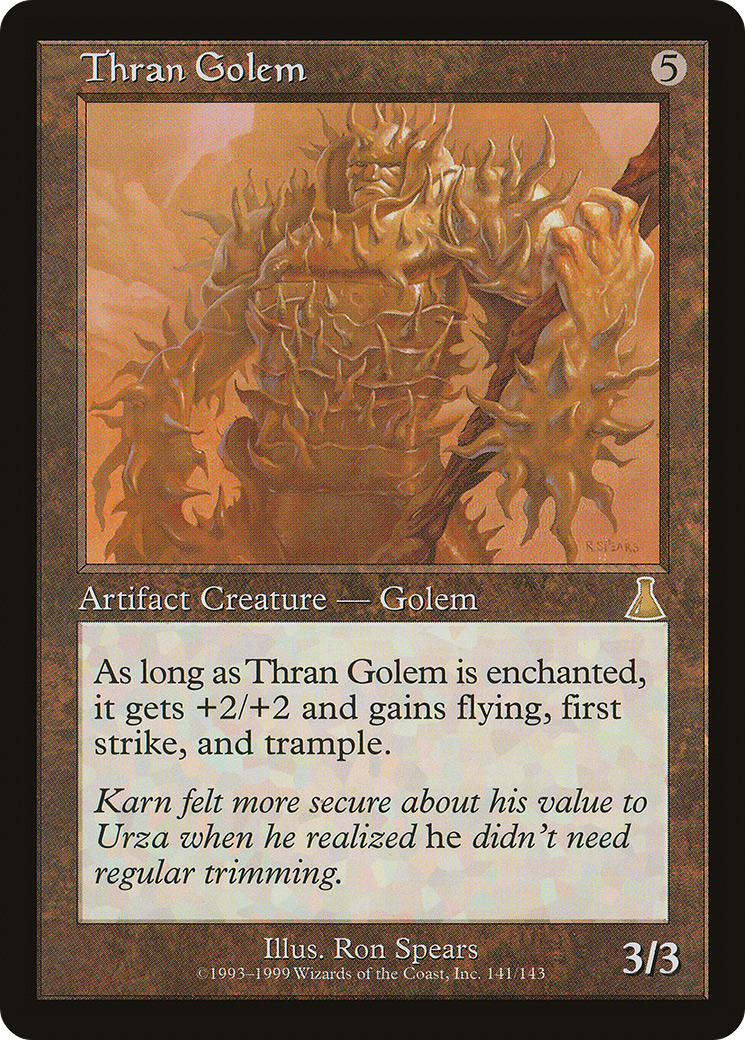 Thran Golem 5
R. SPEARS
Artifact Creature — Golem
As long as Thran Golem is enchanted,
it gets +2/+2 and gains flying, first
strike, and trample.
Karn felt more secure about his value to
Urza when he realized he didn't need
regular trimming.
Illus. Ron Spears
©1993–1999 Wizards of the Coast, Inc. 141/143
3/3